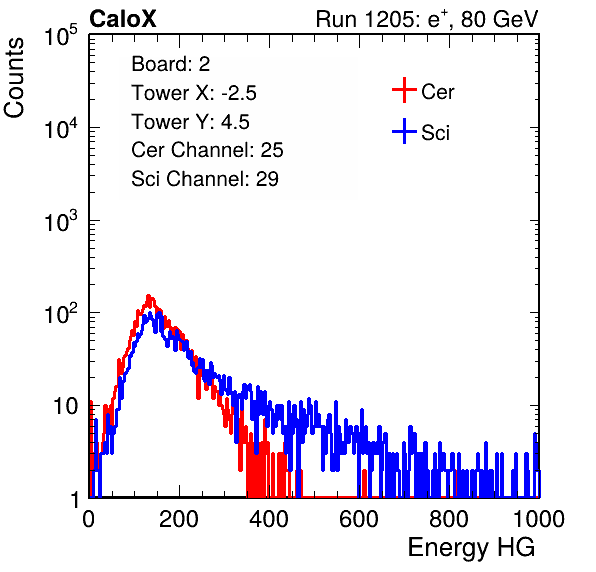 CaloX Run 1205: e⁺, 80 GeV
Counts
Board: 2
Tower X: -2.5
Tower Y: 4.5
Cer Channel: 25
Sci Channel: 29
Cer
Sci
10⁵
10⁴
10³
10²
10
1
0 200 400 600 800 1000
Energy HG